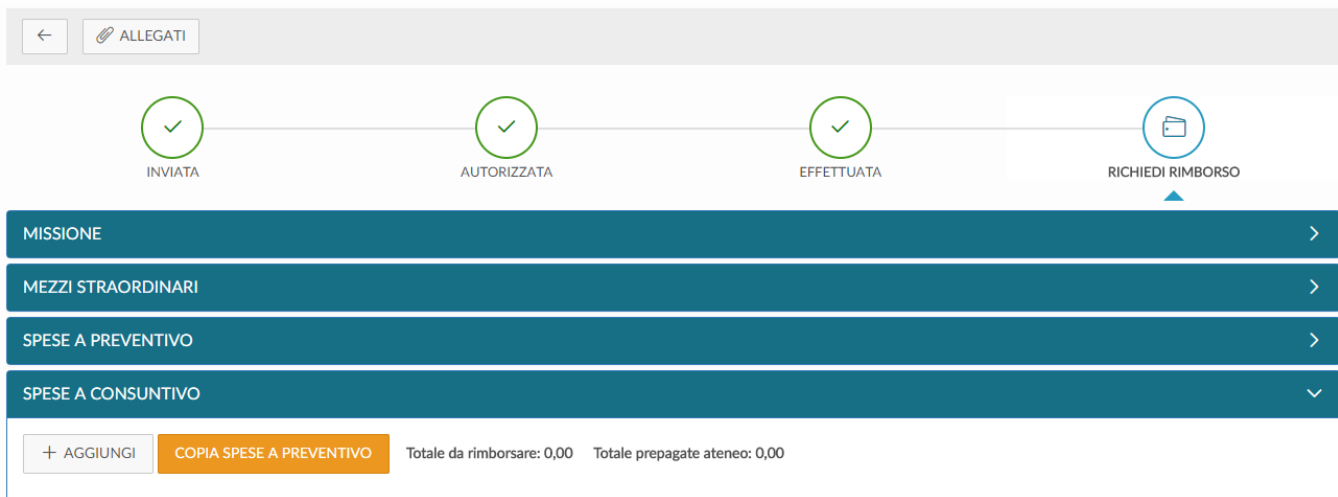 ALLEGATI
INVIATA AUTORIZZATA EFFETTUATA RICHIEDI RIMBORSO
MISSIONE
MEZZI STRAORDINARI
SPESE A PREVENTIVO
SPESE A CONSUNTIVO
+ AGGIUNGI COPIA SPESE A PREVENTIVO Totale da rimborsare: 0,00 Totale prepagate ateneo: 0,00